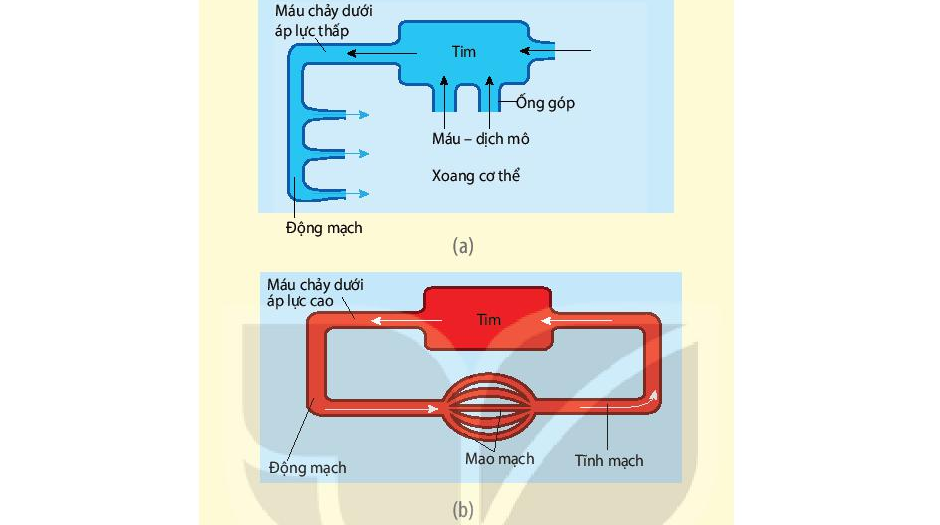 Máu chảy dưới
áp lực thấp
Tim
Ống góp
Máu – dịch mô
Xoang cơ thể
Động mạch
(a)
Máu chảy dưới
áp lực cao
Tim
Động mạch
Mao mạch
Tĩnh mạch
(b)